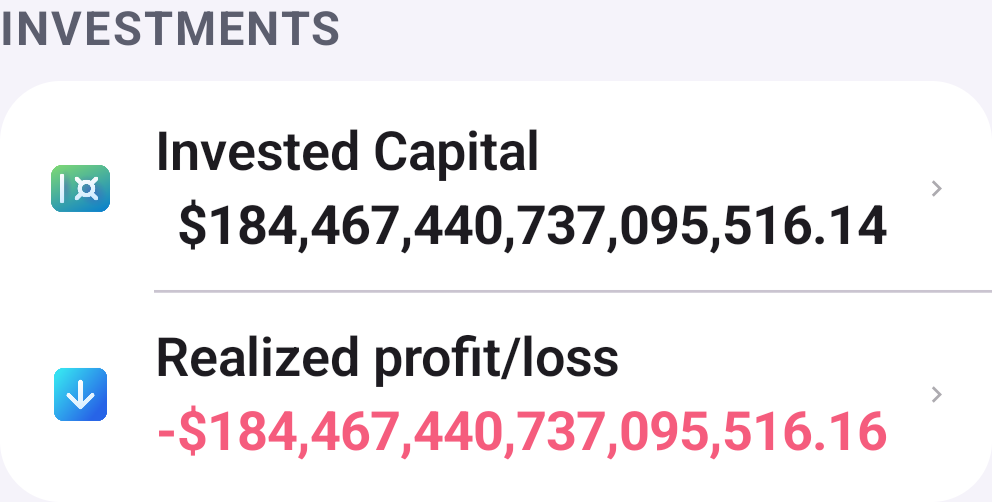 INVESTMENTS
Invested Capital
$184,467,440,737,095,516.14
Realized profit/loss
-$184,467,440,737,095,516.16